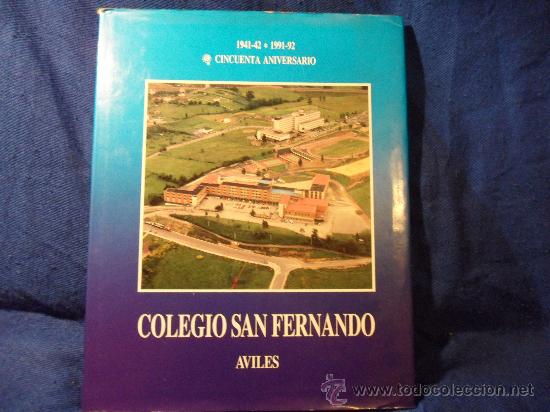 1941-42 • 1991-92
CINCUENTA ANIVERSARIO
COLEGIO SAN FERNANDO
AVILES
www.todocoleccion.net